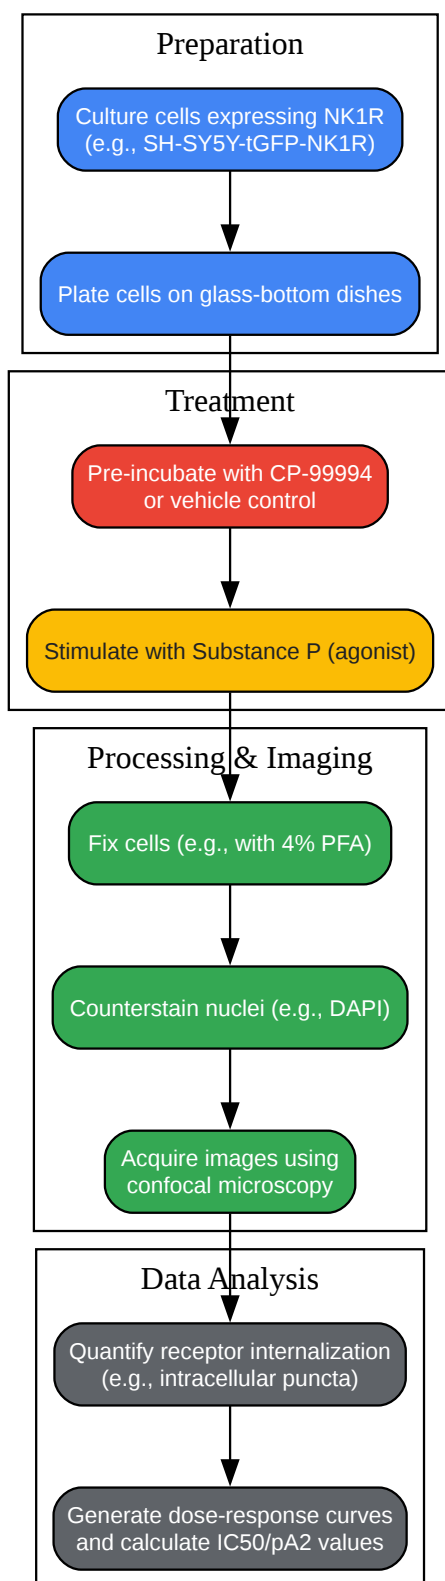 Preparation
Culture cells expressing NK1R
(e.g., SH-SY5Y-tGFP-NK1R)
Plate cells on glass-bottom dishes
Treatment
Pre-incubate with CP-99994
or vehicle control
Stimulate with Substance P (agonist)
Processing & Imaging
Fix cells (e.g., with 4% PFA)
Counterstain nuclei (e.g., DAPI)
Acquire images using
confocal microscopy
Data Analysis
Quantify receptor internalization
(e.g., intracellular puncta)
Generate dose-response curves
and calculate IC50/pA2 values